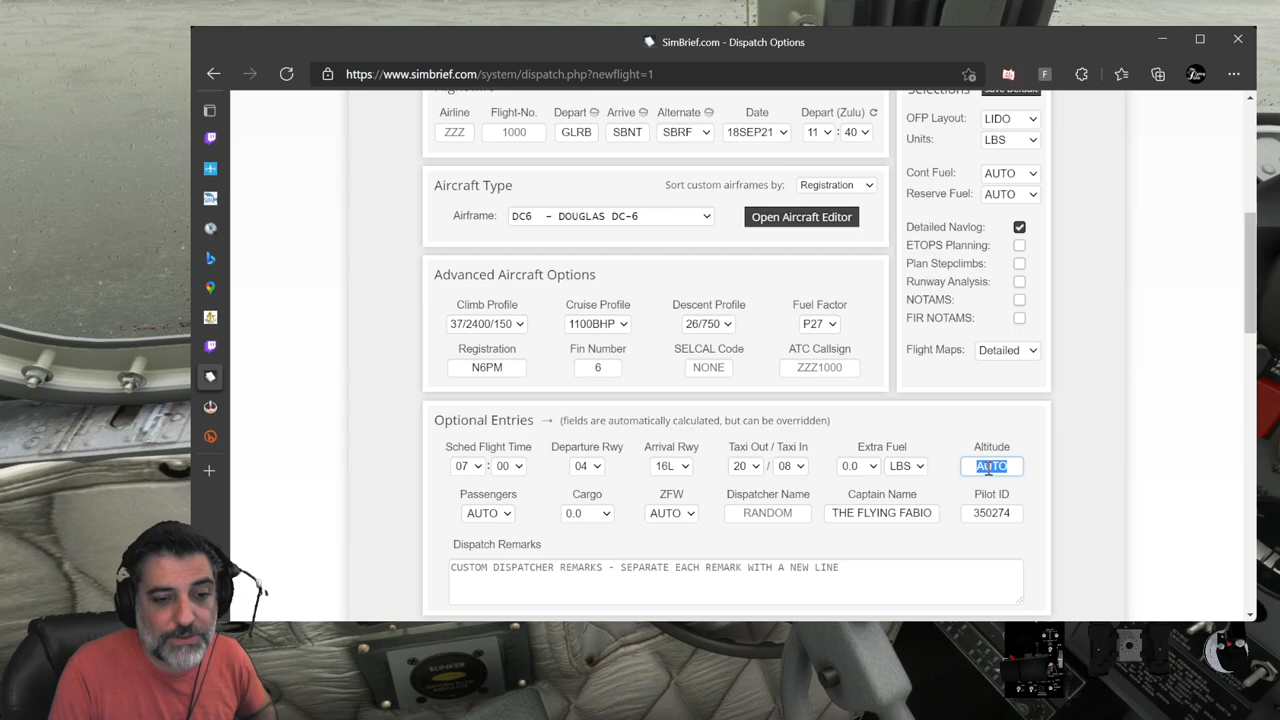 SimBrief.com - Dispatch Options
https://www.simbrief.com/system/dispatch.php?newflight=1
Selections
Airline Flight-No. Depart Arrive Alternate Date Depart (Zulu)
ZZZ 1000 GLRB SBNT SBRF 18SEP21 11 : 40
OFP Layout: LIDO
Units: LBS
Cont Fuel: AUTO
Reserve Fuel: AUTO
Detailed Navlog:
ETOPS Planning:
Plan Stepclimbs:
Runway Analysis:
NOTAMS:
FIR NOTAMS:
Flight Maps: Detailed
Aircraft Type Sort custom airframes by: Registration
Airframe: DC6 - DOUGLAS DC-6 Open Aircraft Editor
Advanced Aircraft Options
Climb Profile Cruise Profile Descent Profile Fuel Factor
37/2400/150 1100BHP 26/750 P27
Registration Fin Number SELCAL Code ATC Callsign
N6PM 6 NONE ZZZ1000
Optional Entries → (fields are automatically calculated, but can be overridden)
Sched Flight Time Departure Rwy Arrival Rwy Taxi Out / Taxi In Extra Fuel Altitude
07 : 00 04 16L 20 / 08 0.0 LBS AUTO
Passengers Cargo ZFW Dispatcher Name Captain Name Pilot ID
AUTO 0.0 AUTO RANDOM THE FLYING FABIO 350274
Dispatch Remarks
CUSTOM DISPATCHER REMARKS - SEPARATE EACH REMARK WITH A NEW LINE
BLINKER